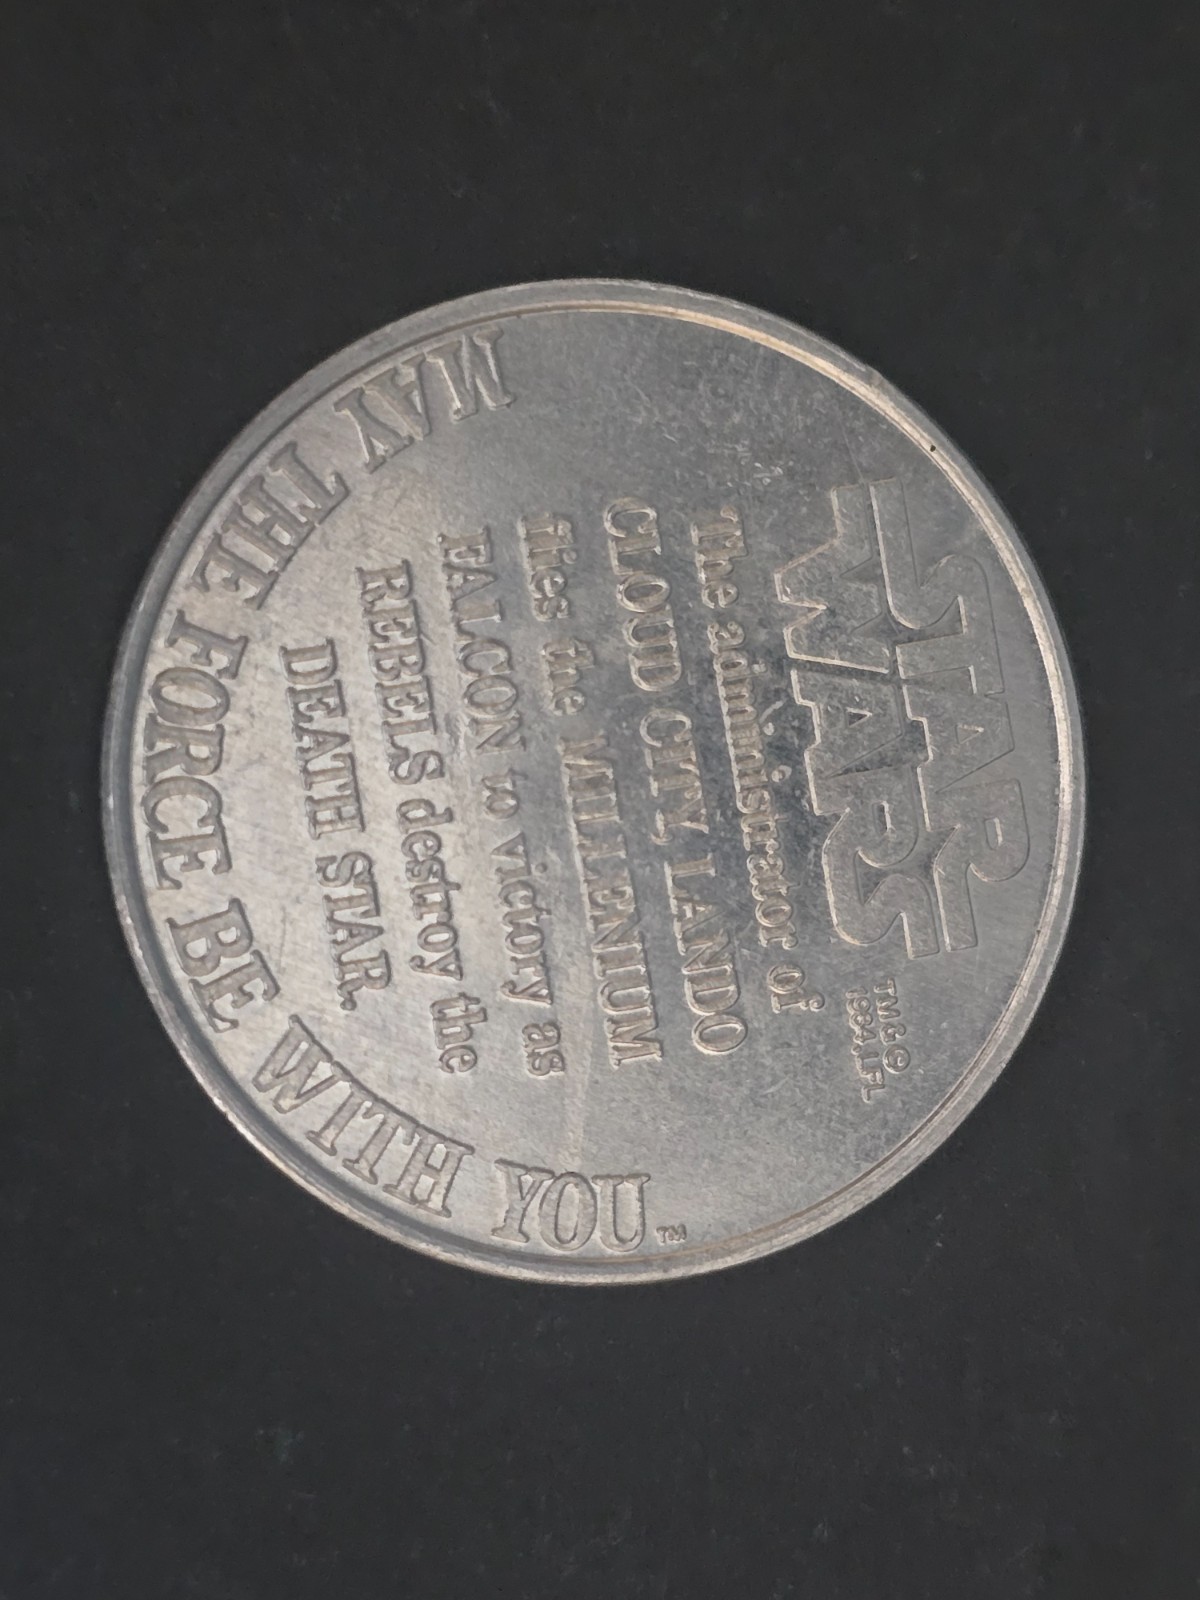 STAR
WARS
TM & ©
1984 LFL
The administrator of
CLOUD CITY, LANDO
flies the MILLENIUM
FALCON to victory as
REBELS destroy the
DEATH STAR.
MAY THE FORCE BE WITH YOU TM